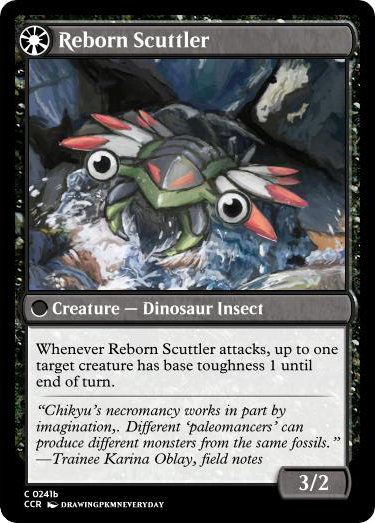 Reborn Scuttler
Creature — Dinosaur Insect
Whenever Reborn Scuttler attacks, up to one
target creature has base toughness 1 until
end of turn.
“Chikyu’s necromancy works in part by
imagination,. Different ‘paleomancers’ can
produce different monsters from the same fossils.”
—Trainee Karina Oblay, field notes
3/2
C 0241b
CCR DRAWINGPKMNEVERYDAY